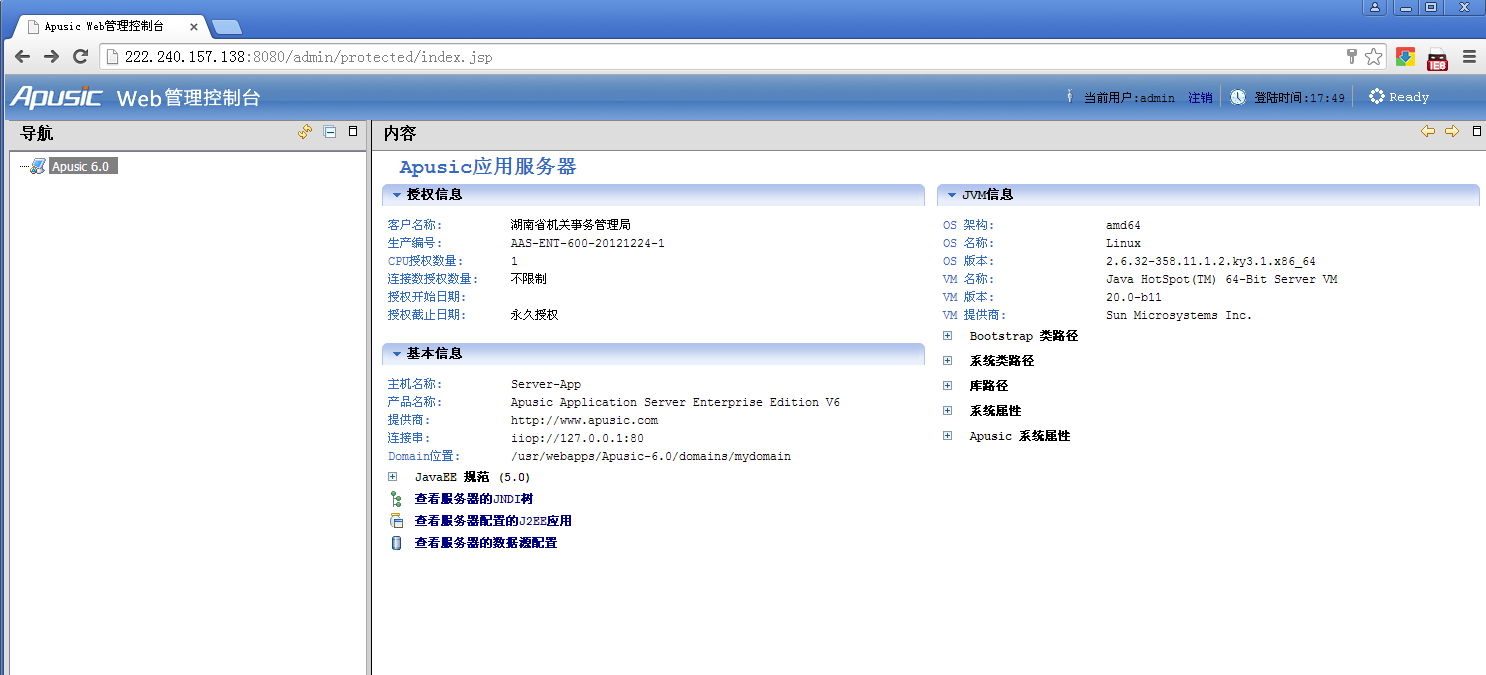 Apusic Web管理控制台
222.240.157.138:8080/admin/protected/index.jsp
Apusic Web管理控制台 当前用户:admin 注销 登陆时间:17:49 Ready
导航
Apusic 6.0
内容
Apusic应用服务器
授权信息
客户名称: 湖南省机关事务管理局
生产编号: AAS-ENT-600-20121224-1
CPU授权数量: 1
连接数授权数量: 不限制
授权开始日期:
授权截止日期: 永久授权
基本信息
主机名称: Server-App
产品名称: Apusic Application Server Enterprise Edition V6
提供商: http://www.apusic.com
连接串: iiop://127.0.0.1:80
Domain位置: /usr/webapps/Apusic-6.0/domains/mydomain
JavaEE 规范 (5.0)
查看服务器的JNDI树
查看服务器配置的J2EE应用
查看服务器的数据源配置
JVM信息
OS 架构: amd64
OS 名称: Linux
OS 版本: 2.6.32-358.11.1.2.ky3.1.x86_64
VM 名称: Java HotSpot(TM) 64-Bit Server VM
VM 版本: 20.0-b11
VM 提供商: Sun Microsystems Inc.
Bootstrap 类路径
系统类路径
库路径
系统属性
Apusic 系统属性